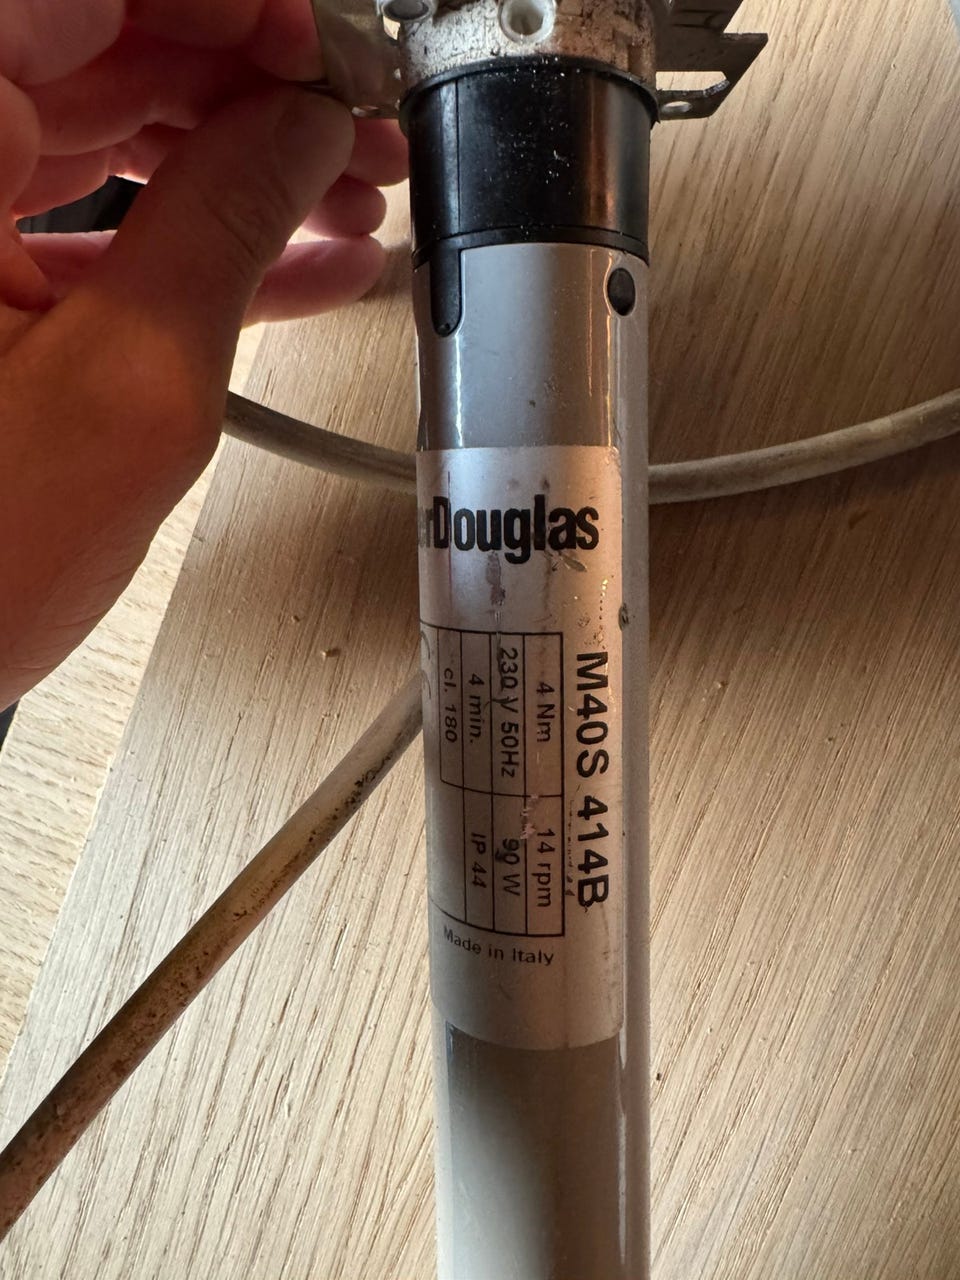 erDouglas
M40S 414B
4 Nm 14 rpm
230 V 50Hz 90 W
4 min. IP 44
cl. 180
Made in Italy